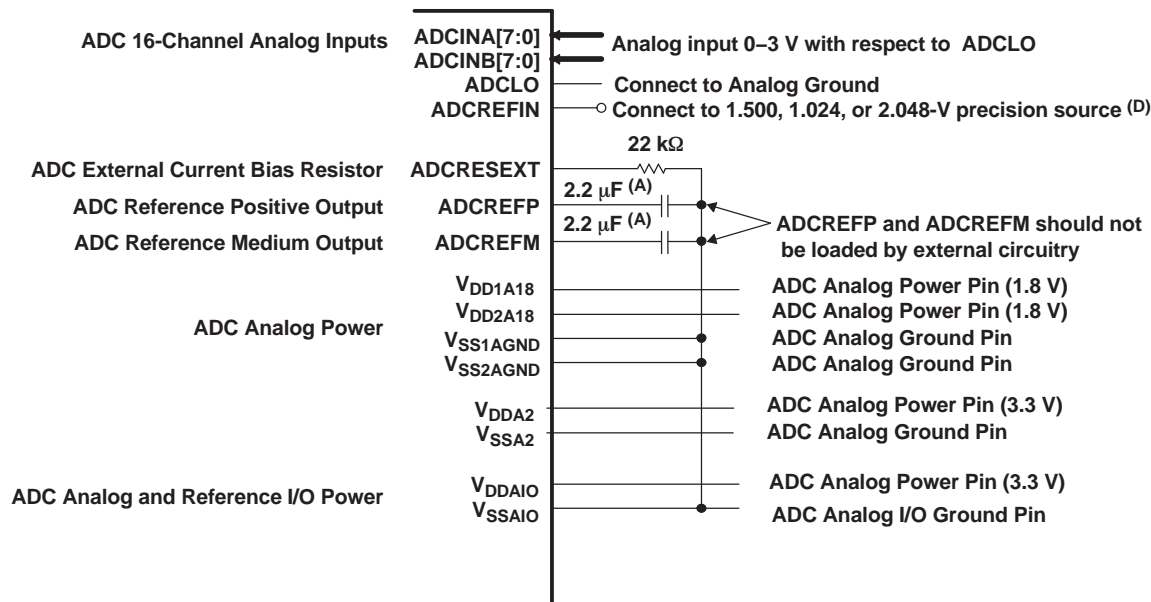 ADC 16-Channel Analog Inputs
ADCINA[7:0]
ADCINB[7:0]
Analog input 0–3 V with respect to ADCLO
ADCLO
Connect to Analog Ground
ADCREFIN
Connect to 1.500, 1.024, or 2.048-V precision source (D)
22 kΩ
ADC External Current Bias Resistor
ADCRESEXT
2.2 μF (A)
ADC Reference Positive Output
ADCREFP
2.2 μF (A)
ADC Reference Medium Output
ADCREFM
ADCREFP and ADCREFM should not
be loaded by external circuitry
VDD1A18
ADC Analog Power Pin (1.8 V)
VDD2A18
ADC Analog Power Pin (1.8 V)
ADC Analog Power
VSS1AGND
ADC Analog Ground Pin
VSS2AGND
ADC Analog Ground Pin
VDDA2
ADC Analog Power Pin (3.3 V)
VSSA2
ADC Analog Ground Pin
ADC Analog and Reference I/O Power
VDDAIO
ADC Analog Power Pin (3.3 V)
VSSAIO
ADC Analog I/O Ground Pin